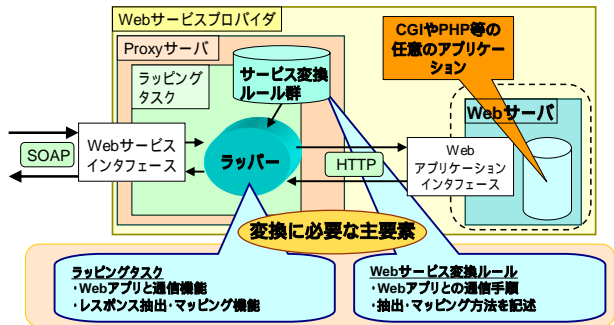 Webサービスプロバイダ
Proxyサーバ
ラッピング
タスク
サービス変換
ルール群
CGIやPHP等の
任意のアプリケー
ション
Webサーバ
SOAP
Webサービス
インタフェース
ラッパー
HTTP
Web
アプリケーション
インタフェース
変換に必要な主要素
ラッピングタスク
・Webアプリと通信機能
・レスポンス抽出・マッピング機能
Webサービス変換ルール
・Webアプリとの通信手順
・抽出・マッピング方法を記述